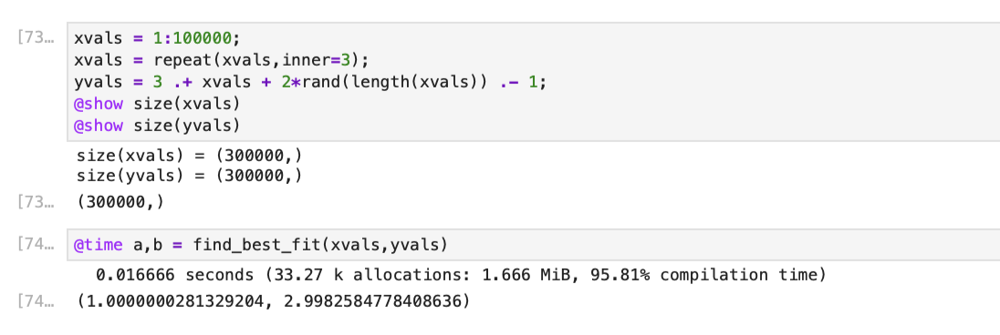 [73… xvals = 1:100000;
xvals = repeat(xvals,inner=3);
yvals = 3 .+ xvals + 2*rand(length(xvals)) .- 1;
@show size(xvals)
@show size(yvals)
size(xvals) = (300000,)
size(yvals) = (300000,)
[73… (300000,)
[74… @time a,b = find_best_fit(xvals,yvals)
0.016666 seconds (33.27 k allocations: 1.666 MiB, 95.81% compilation time)
[74… (1.0000000281329204, 2.9982584778408636)